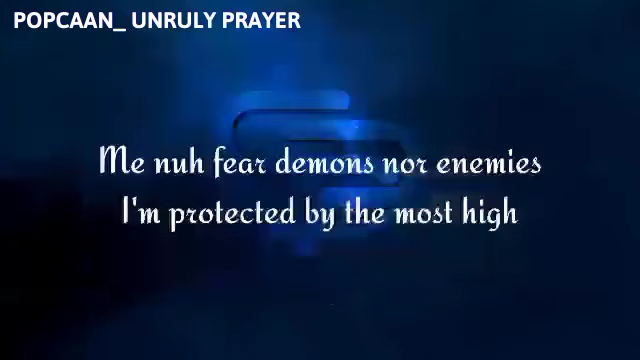 POPCAAN_ UNRULY PRAYER
Me nuh fear demons nor enemies
I'm protected by the most high